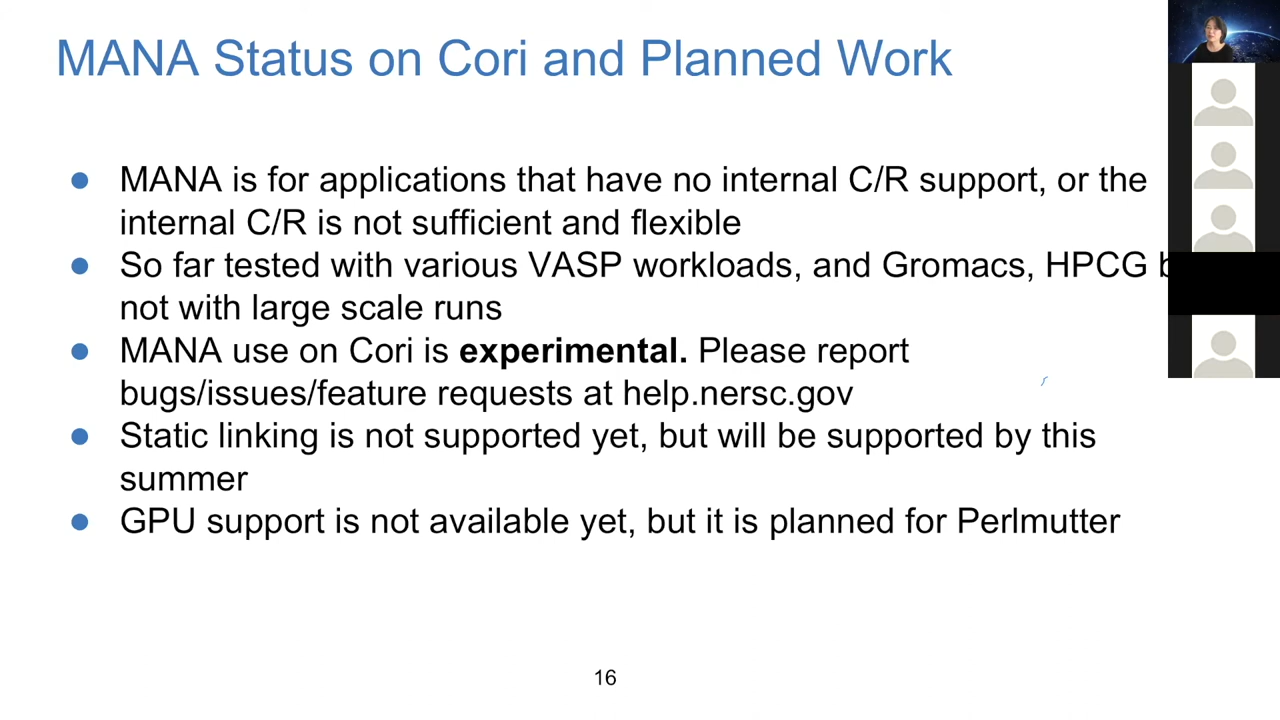 MANA Status on Cori and Planned Work
● MANA is for applications that have no internal C/R support, or the
internal C/R is not sufficient and flexible
● So far tested with various VASP workloads, and Gromacs, HPCG
not with large scale runs
● MANA use on Cori is experimental. Please report
bugs/issues/feature requests at help.nersc.gov
● Static linking is not supported yet, but will be supported by this
summer
● GPU support is not available yet, but it is planned for Perlmutter
16